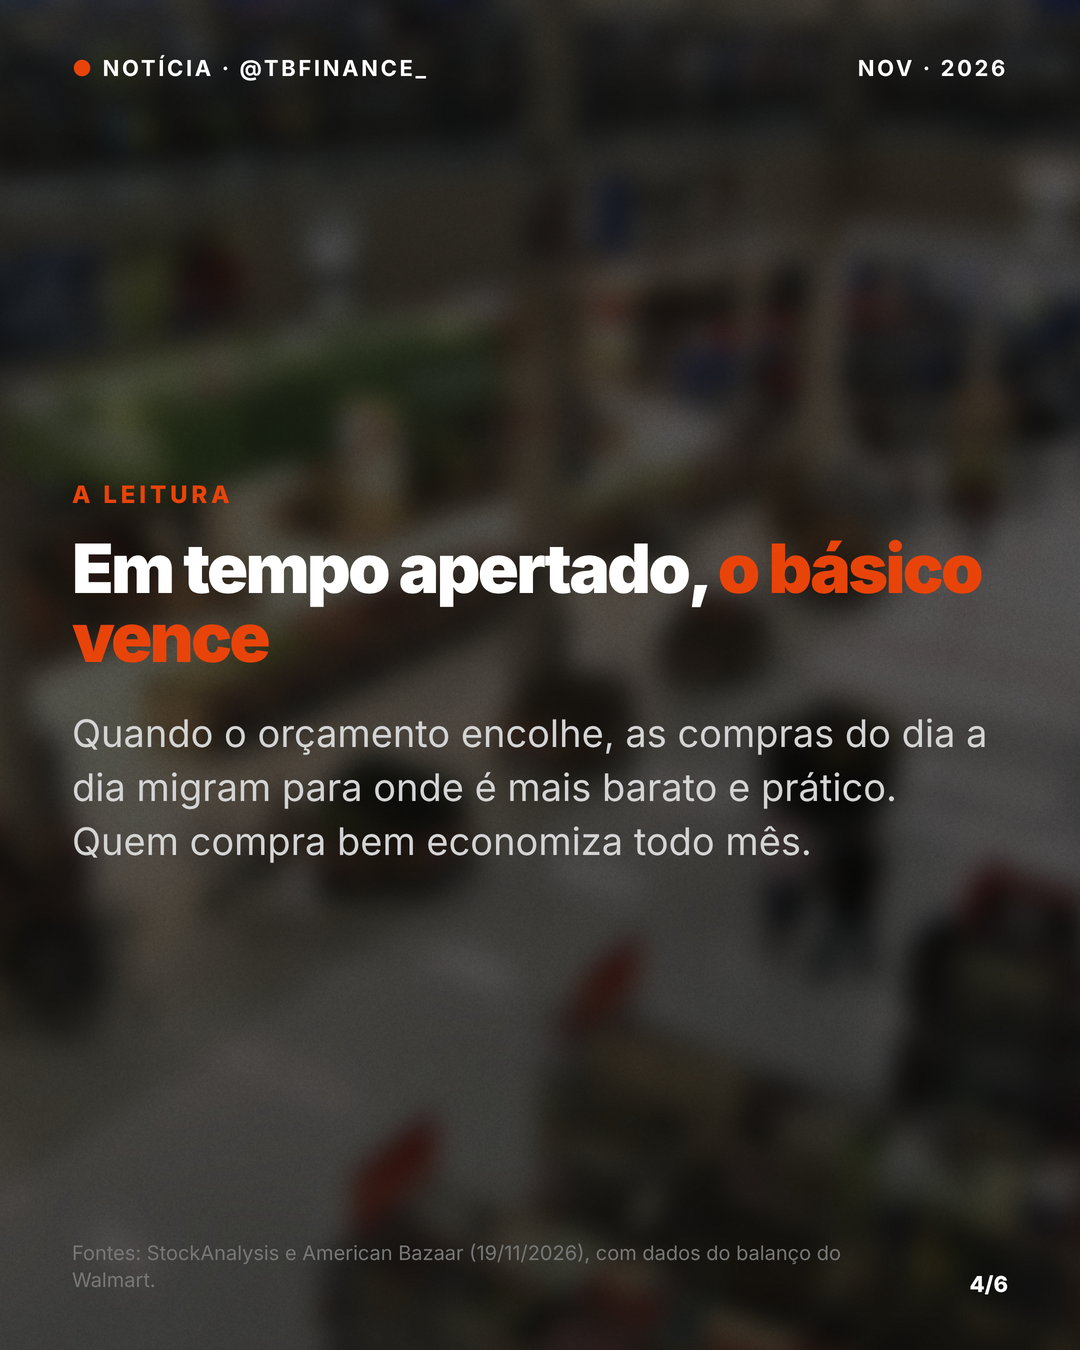 NOTÍCIA · @TBFINANCE_
NOV · 2026
A LEITURA
Em tempo apertado, o básico
vence
Quando o orçamento encolhe, as compras do dia a
dia migram para onde é mais barato e prático.
Quem compra bem economiza todo mês.
Fontes: StockAnalysis e American Bazaar (19/11/2026), com dados do balanço do
Walmart.
4/6